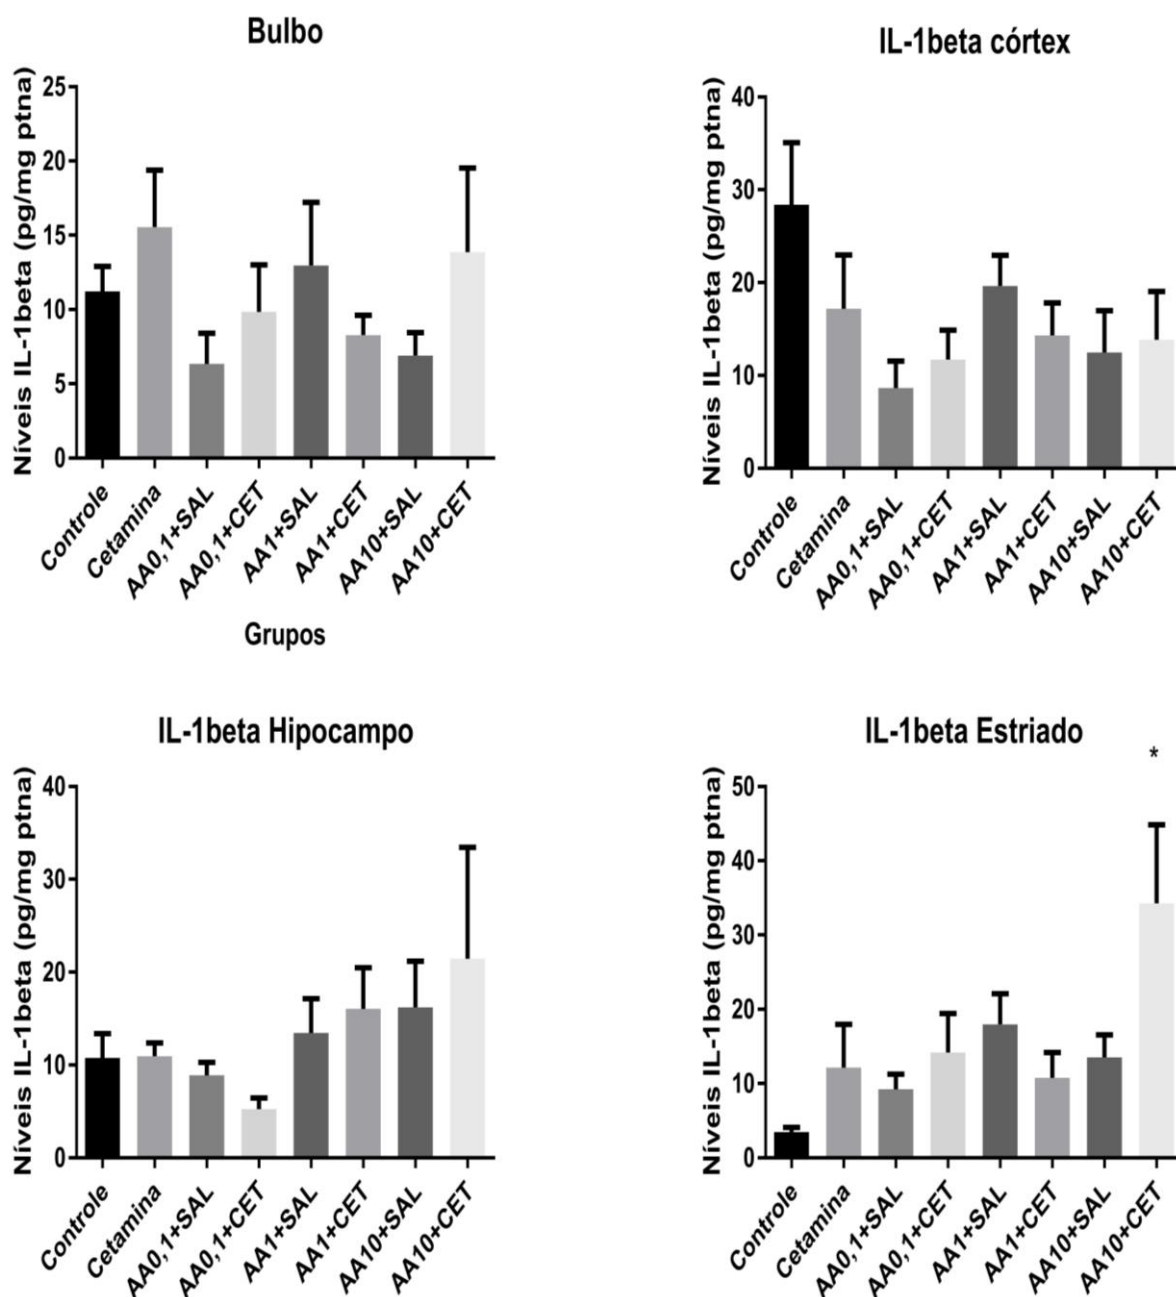 Bulbo
Níveis IL-1beta (pg/mg ptna)
25
20
15
10
5
0
Controle
Cetamina
AA0,1+SAL
AA0,1+CET
AA1+SAL
AA1+CET
AA10+SAL
AA10+CET
Grupos
IL-1beta córtex
Níveis IL-1beta (pg/mg ptna)
40
30
20
10
0
Controle
Cetamina
AA0,1+SAL
AA0,1+CET
AA1+SAL
AA1+CET
AA10+SAL
AA10+CET
IL-1beta Hipocampo
Níveis IL-1beta (pg/mg ptna)
40
30
20
10
0
Controle
Cetamina
AA0,1+SAL
AA0,1+CET
AA1+SAL
AA1+CET
AA10+SAL
AA10+CET
IL-1beta Estriado
*
Níveis IL-1beta (pg/mg ptna)
50
40
30
20
10
0
Controle
Cetamina
AA0,1+SAL
AA0,1+CET
AA1+SAL
AA1+CET
AA10+SAL
AA10+CET